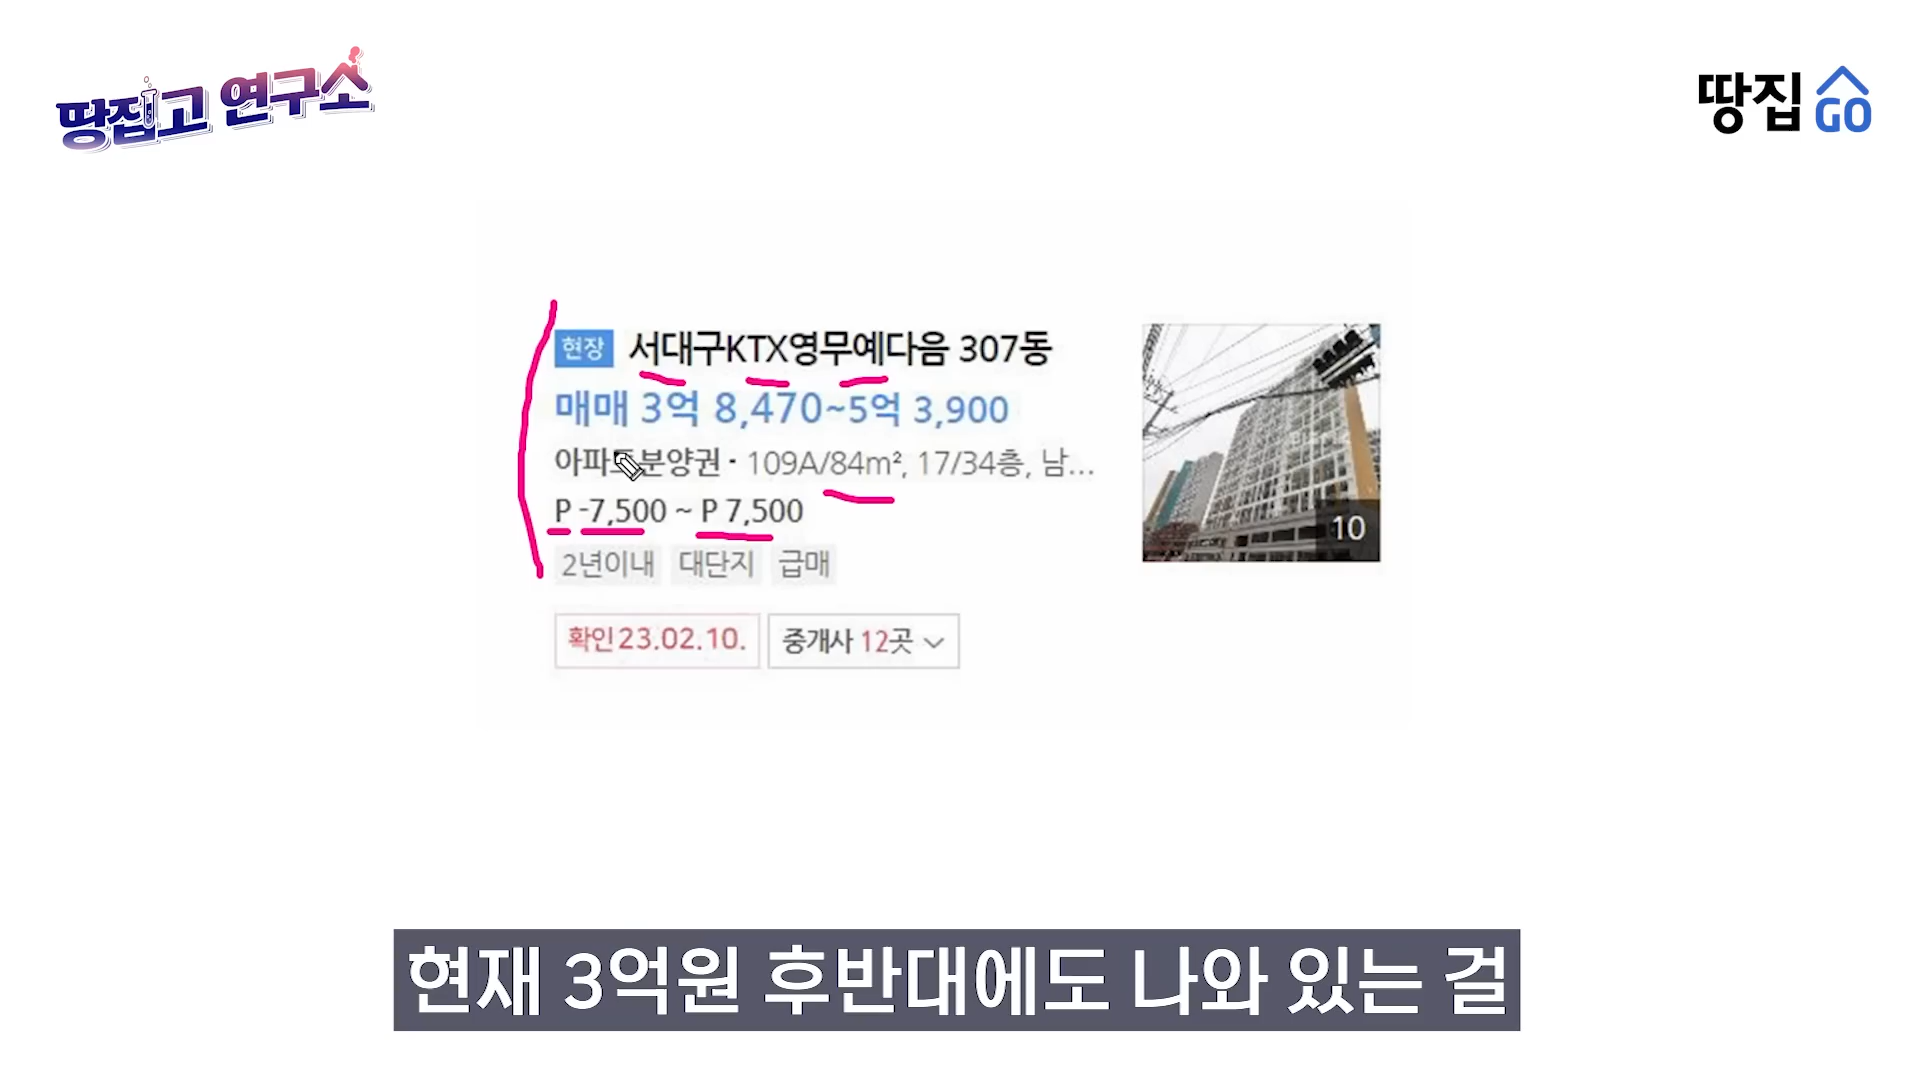 땅집고 연구소
땅집GO
현장 서대구KTX영무예다음 307동
매매 3억 8,470~5억 3,900
아파트분양권 · 109A/84m², 17/34층, 남...
P -7,500 ~ P 7,500
2년이내 대단지 급매
10
확인 23.02.10. 중개사 12곳
현재 3억원 후반대에도 나와 있는 걸